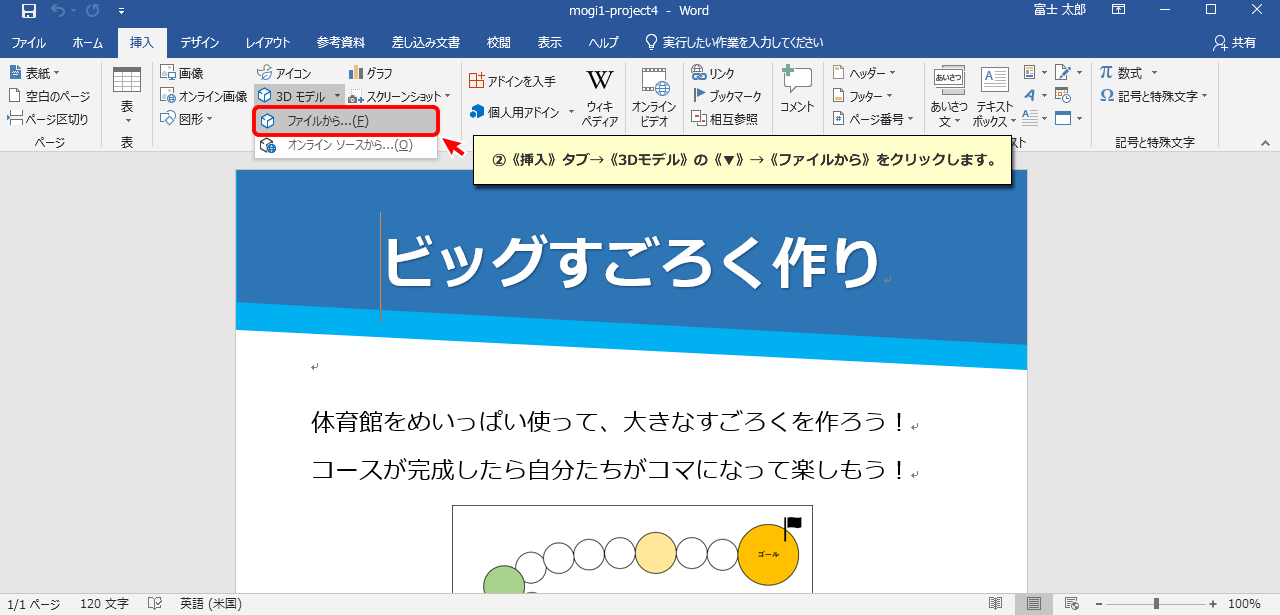 mogi1-project4 - Word
富士 太郎
ファイル ホーム 挿入 デザイン レイアウト 参考資料 差し込み文書 校閲 表示 ヘルプ 実行したい作業を入力してください 共有
表紙
空白のページ
ページ区切り
ページ
表
表
画像
オンライン画像
図形
アイコン
3D モデル
グラフ
スクリーンショット
ファイルから...(F)
オンライン ソースから...(O)
アドインを入手
個人用アドイン
W
ウィキ
ペディア
オンライン
ビデオ
リンク
ブックマーク
相互参照
コメント
ヘッダー
フッター
ページ番号
#
あいさつ
あいさつ
文
A
テキスト
ボックス
A
π 数式
Ω 記号と特殊文字
記号と特殊文字
②《挿入》タブ→《3Dモデル》の《▼》→《ファイルから》をクリックします。
ビッグすごろく作り
体育館をめいっぱい使って、大きなすごろくを作ろう！
コースが完成したら自分たちがコマになって楽しもう！
ゴール
1/1 ページ 120 文字 英語 (米国) 100%